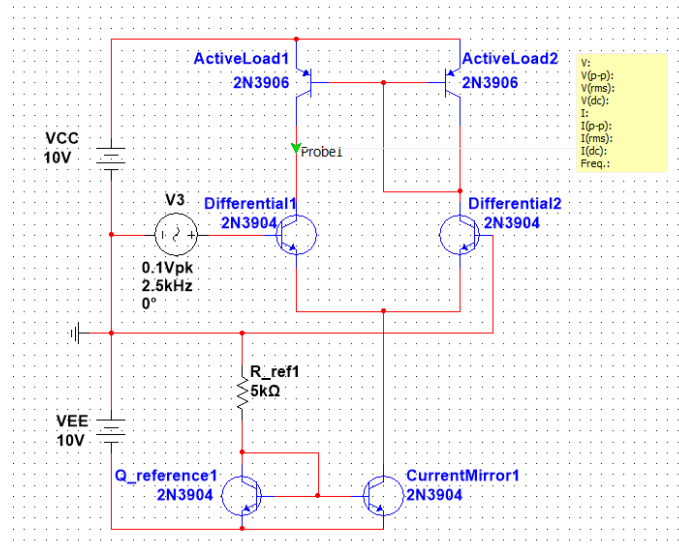 ActiveLoad1
2N3906
ActiveLoad2
2N3906
V:
V(p-p):
V(rms):
V(dc):
I:
I(p-p):
I(rms):
I(dc):
Freq.:
VCC
10V
Probe1
V3
0.1Vpk
2.5kHz
0°
Differential1
2N3904
Differential2
2N3904
R_ref1
5kΩ
VEE
10V
Q_reference1
2N3904
CurrentMirror1
2N3904